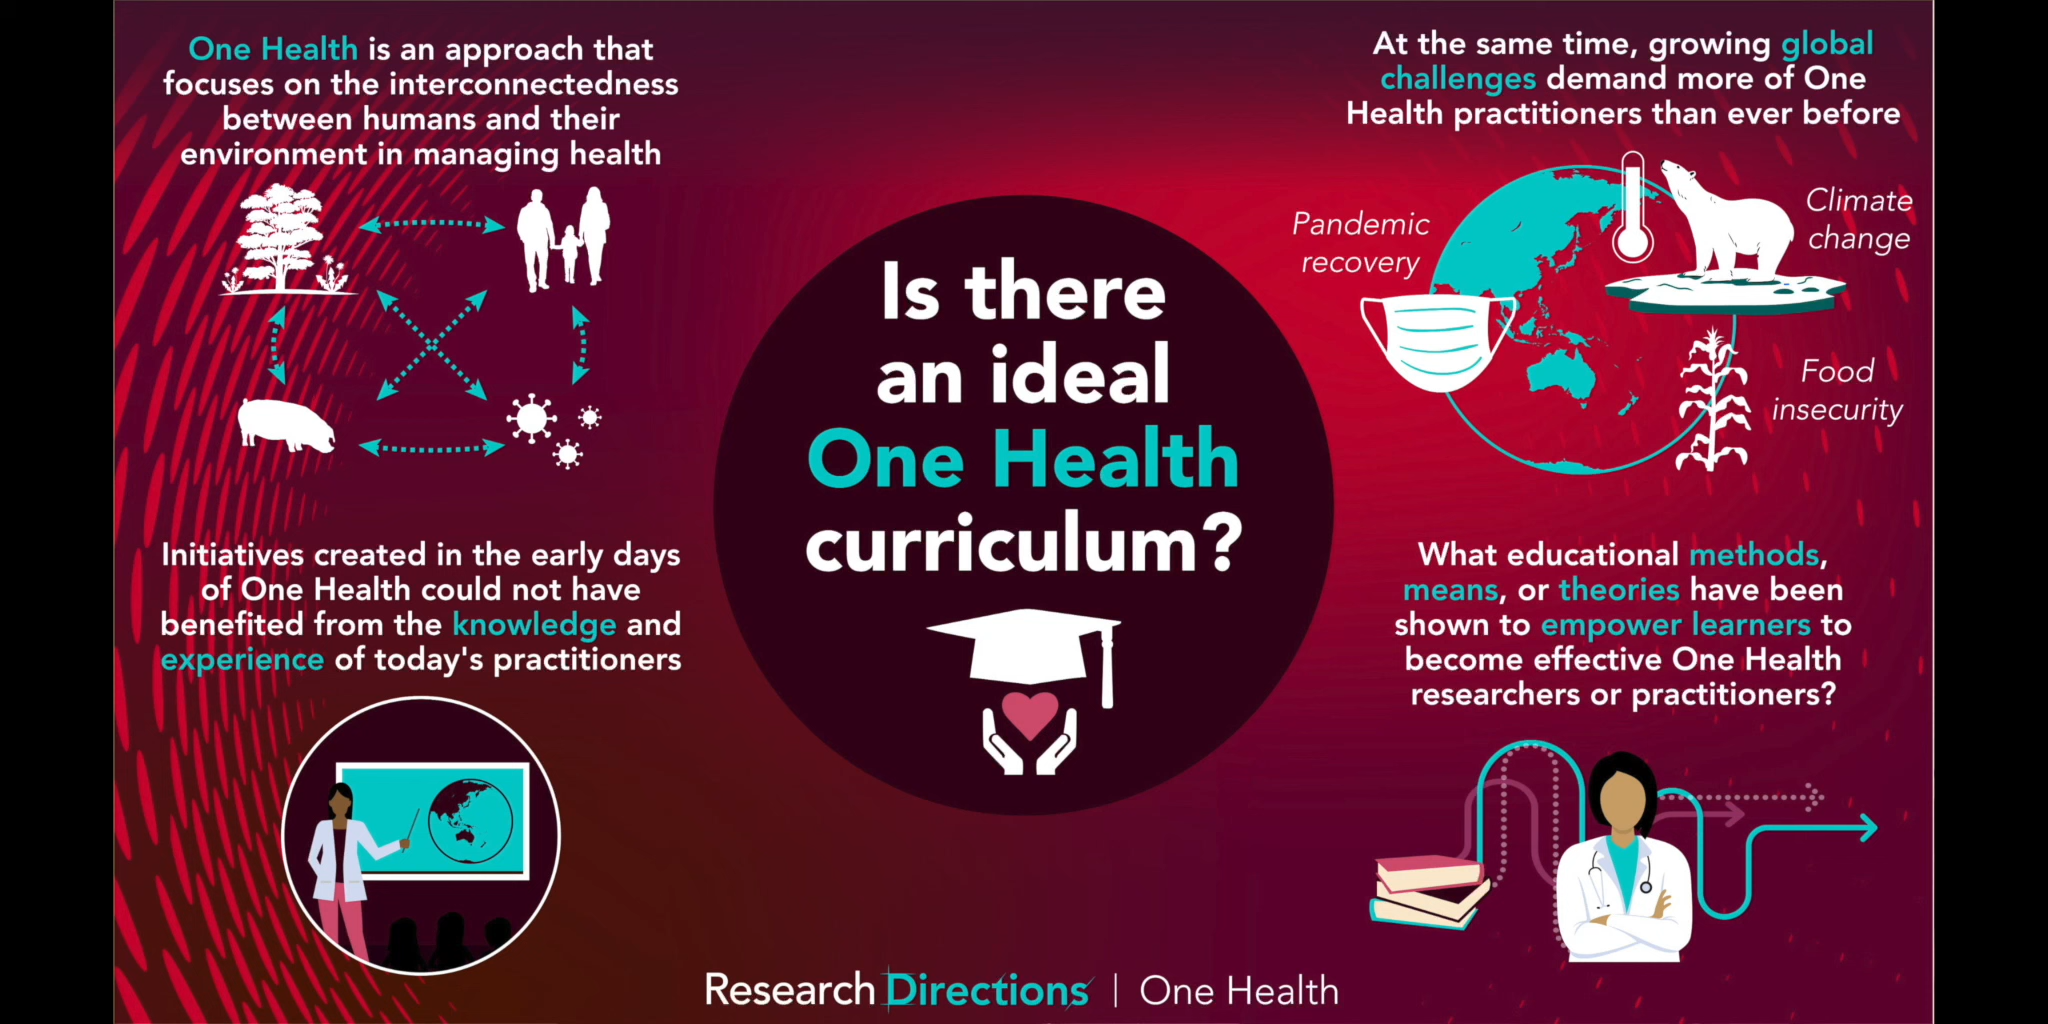 One Health is an approach that
focuses on the interconnectedness
between humans and their
environment in managing health
Initiatives created in the early days
of One Health could not have
benefited from the knowledge and
experience of today's practitioners
Is there
an ideal
One Health
curriculum?
At the same time, growing global
challenges demand more of One
Health practitioners than ever before
Pandemic
recovery
Climate
change
Food
insecurity
What educational methods,
means, or theories have been
shown to empower learners to
become effective One Health
researchers or practitioners?
Research Directions | One Health